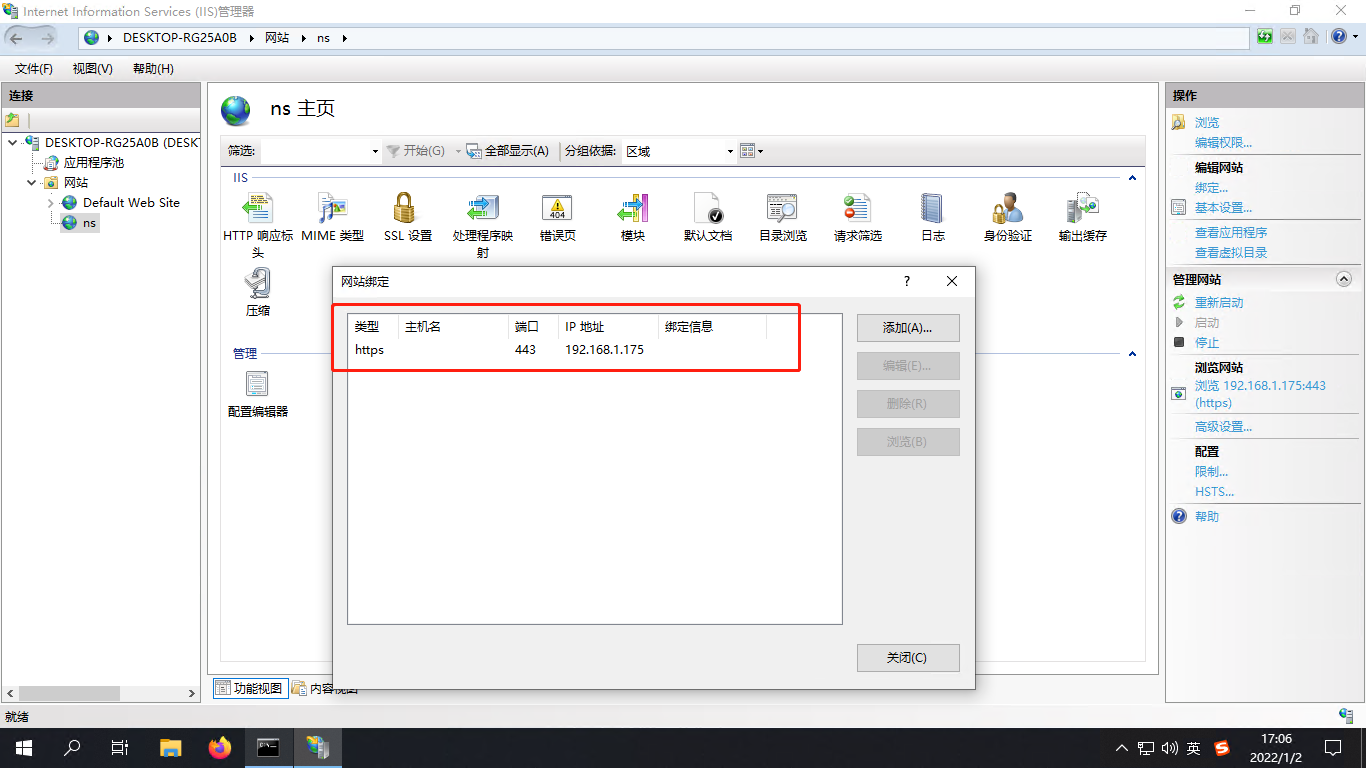 Internet Information Services (IIS)管理器
DESKTOP-RG25A0B
网站
ns
文件(F)
视图(V)
帮助(H)
连接
DESKTOP-RG25A0B (DESK
应用程序池
网站
Default Web Site
ns
ns 主页
筛选:
开始(G)
全部显示(A)
分组依据:
区域
IIS
HTTP 响应标
头
MIME 类型
SSL 设置
处理程序映
射
404
错误页
模块
默认文档
目录浏览
请求筛选
日志
身份验证
输出缓存
压缩
管理
配置编辑器
网站绑定
?
类型
主机名
端口
IP 地址
绑定信息
https
443
192.168.1.175
添加(A)...
编辑(E)...
删除(R)
浏览(B)
关闭(C)
功能视图
内容视图
操作
浏览
编辑权限...
编辑网站
绑定...
基本设置...
查看应用程序
查看虚拟目录
管理网站
重新启动
启动
停止
浏览网站
浏览 192.168.1.175:443
(https)
高级设置...
配置
限制...
HSTS...
帮助
就绪
英
17:06
2022/1/2